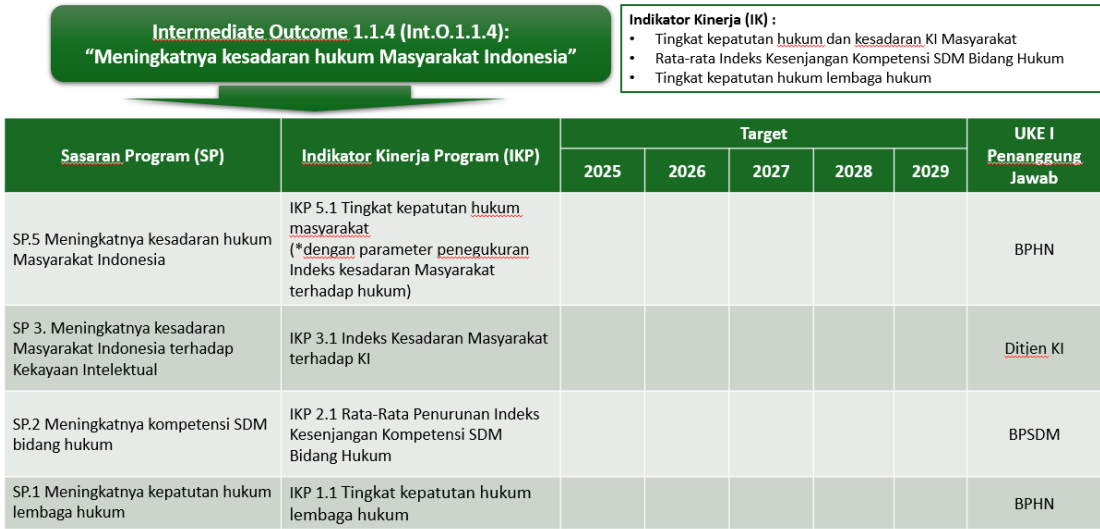 Intermediate Outcome 1.1.4 (Int.O.1.1.4):
“Meningkatnya kesadaran hukum Masyarakat Indonesia”
Indikator Kinerja (IK) :
• Tingkat kepatutan hukum dan kesadaran KI Masyarakat
• Rata-rata Indeks Kesenjangan Kompetensi SDM Bidang Hukum
• Tingkat kepatutan hukum lembaga hukum
Sasaran Program (SP)
Indikator Kinerja Program (IKP)
Target
2025 2026 2027 2028 2029
UKE I
Penanggung
Jawab
SP.5 Meningkatnya kesadaran hukum
Masyarakat Indonesia
IKP 5.1 Tingkat kepatutan hukum
masyarakat
(*dengan parameter penegukuran
Indeks kesadaran Masyarakat
terhadap hukum)
BPHN
SP 3. Meningkatnya kesadaran
Masyarakat Indonesia terhadap
Kekayaan Intelektual
IKP 3.1 Indeks Kesadaran Masyarakat
terhadap KI
Ditjen KI
SP.2 Meningkatnya kompetensi SDM
bidang hukum
IKP 2.1 Rata-Rata Penurunan Indeks
Kesenjangan Kompetensi SDM
Bidang Hukum
BPSDM
SP.1 Meningkatnya kepatutan hukum
lembaga hukum
IKP 1.1 Tingkat kepatutan hukum
lembaga hukum
BPHN